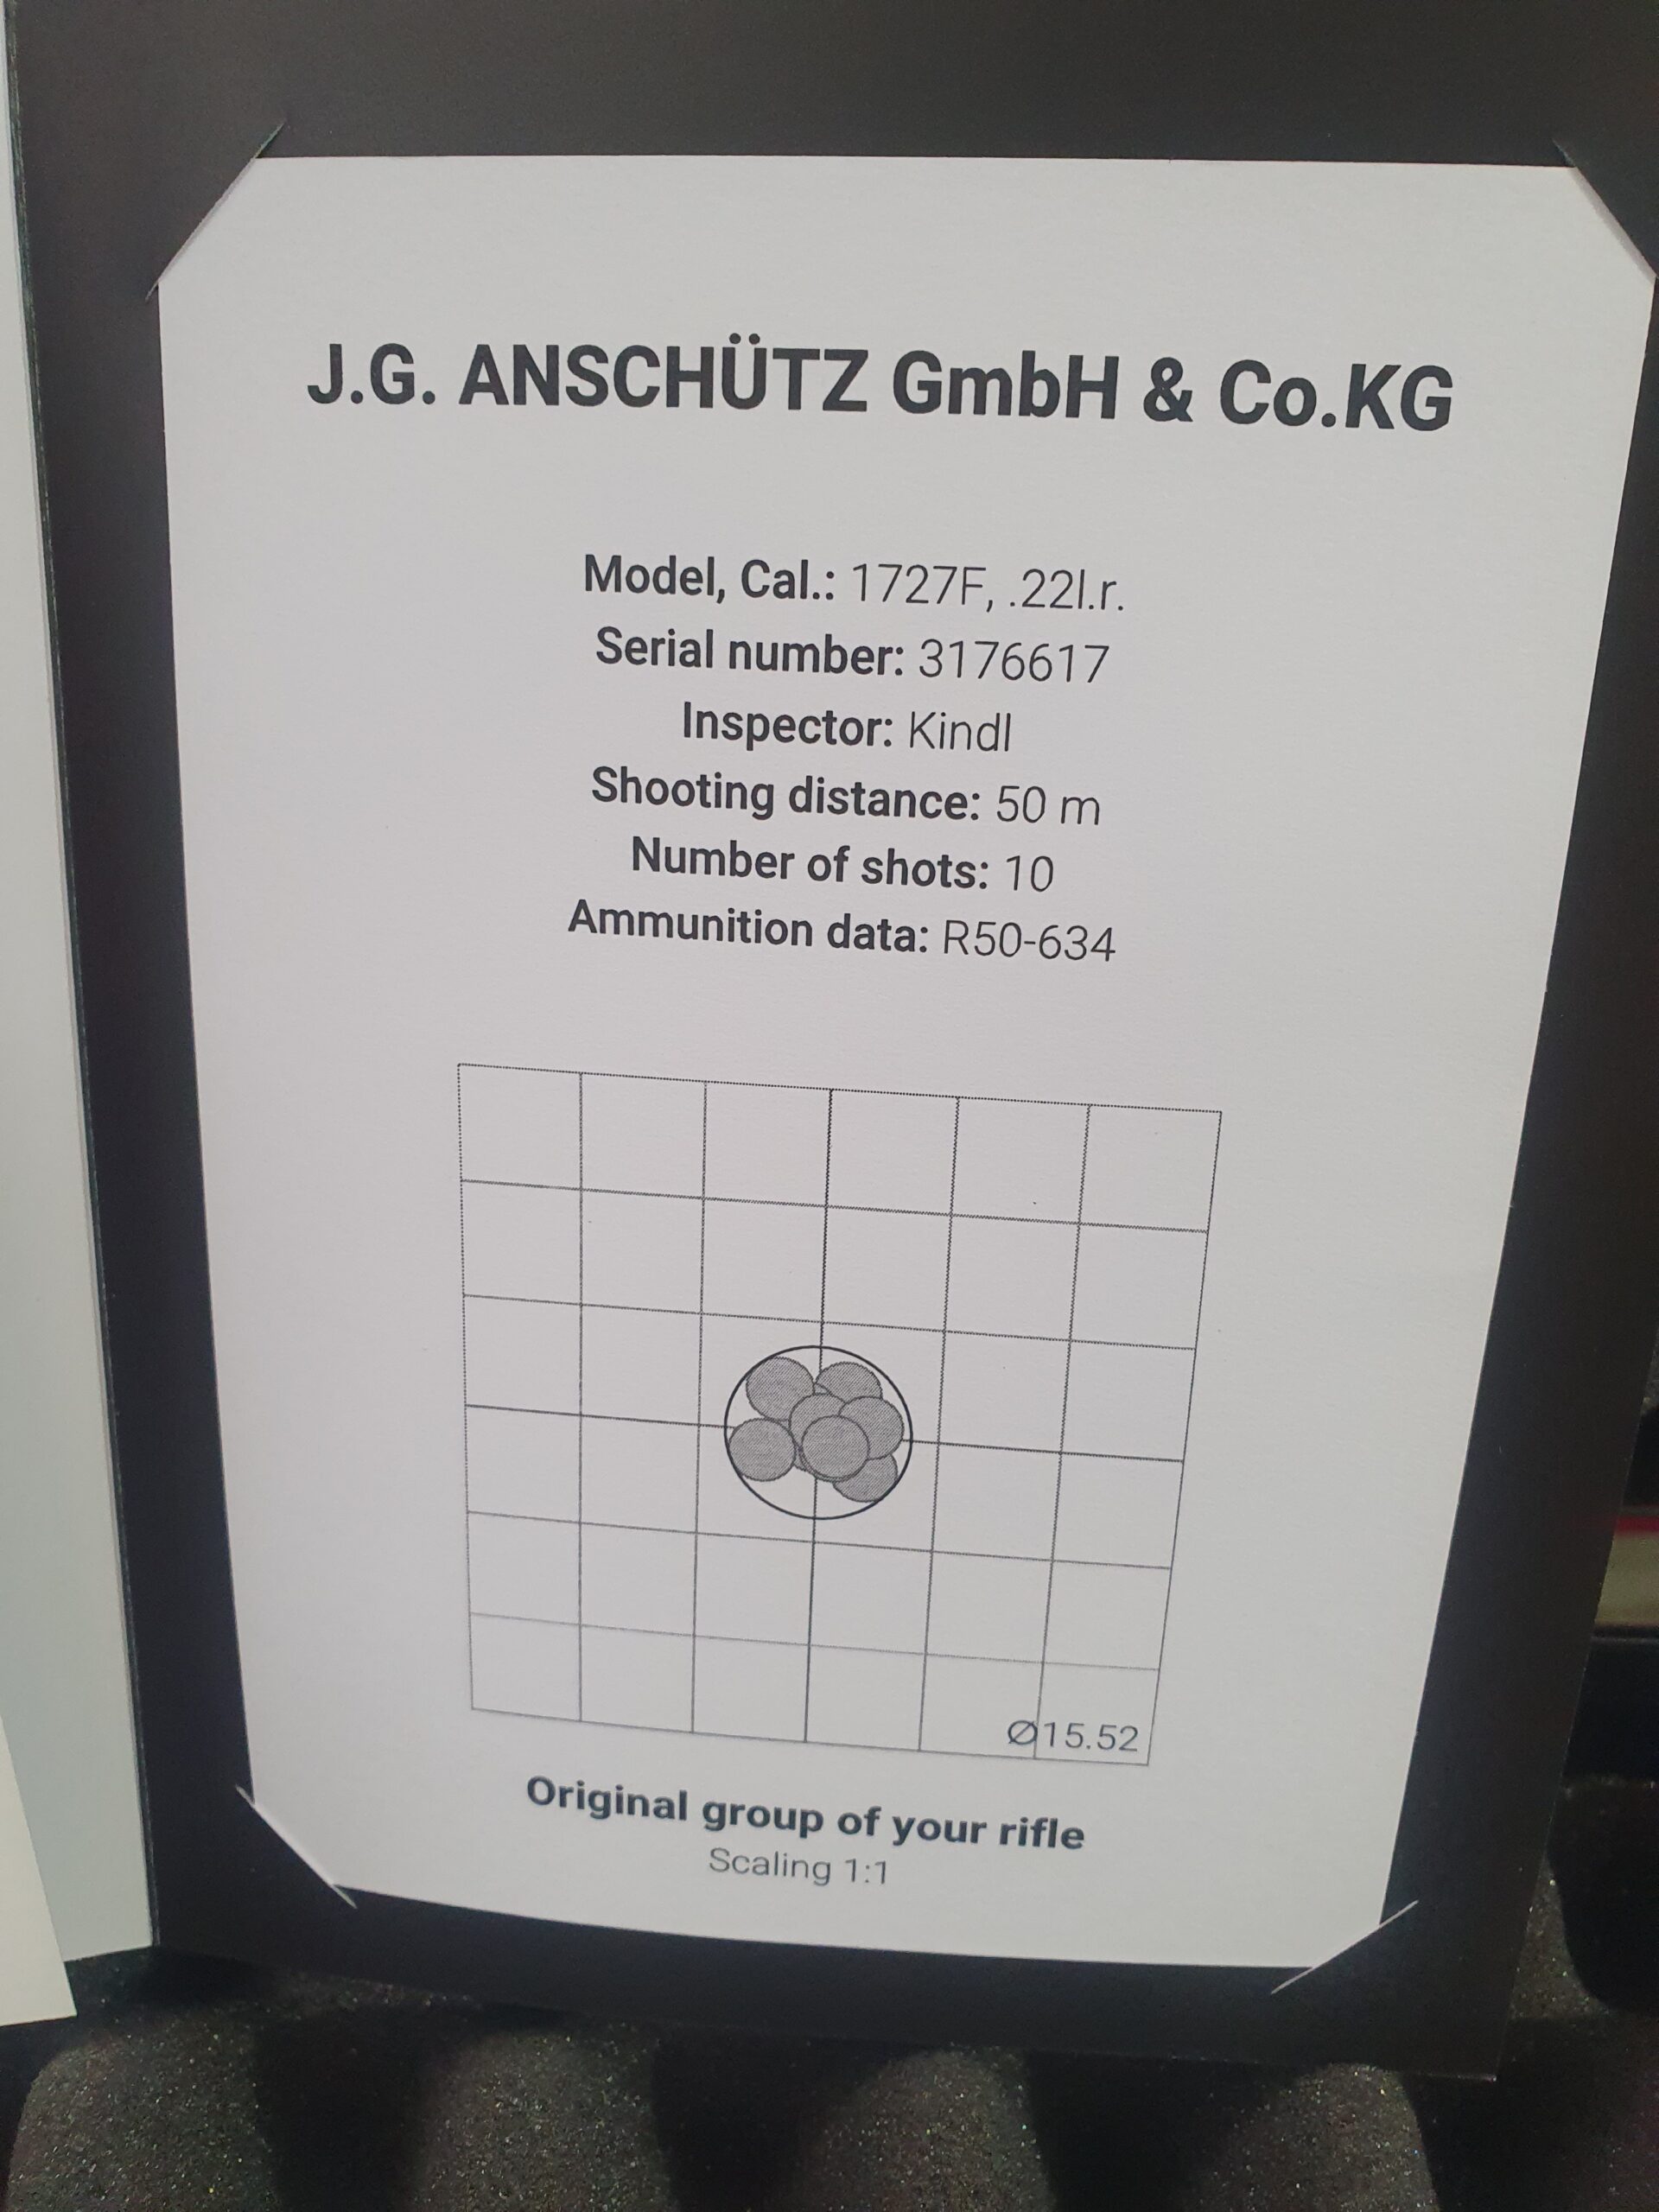 J.G. ANSCHÜTZ GmbH & Co.KG
Model, Cal.: 1727F, .22l.r.
Serial number: 3176617
Inspector: Kindl
Shooting distance: 50 m
Number of shots: 10
Ammunition data: R50-634
Ø15.52
Original group of your rifle
Scaling 1:1